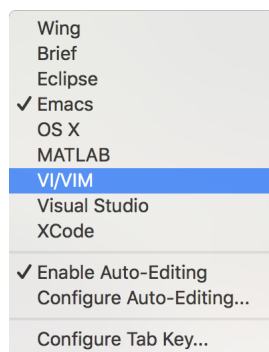 Wing
Brief
Eclipse
✓ Emacs
OS X
MATLAB
VI/VIM
Visual Studio
XCode
✓ Enable Auto-Editing
Configure Auto-Editing...
Configure Tab Key...